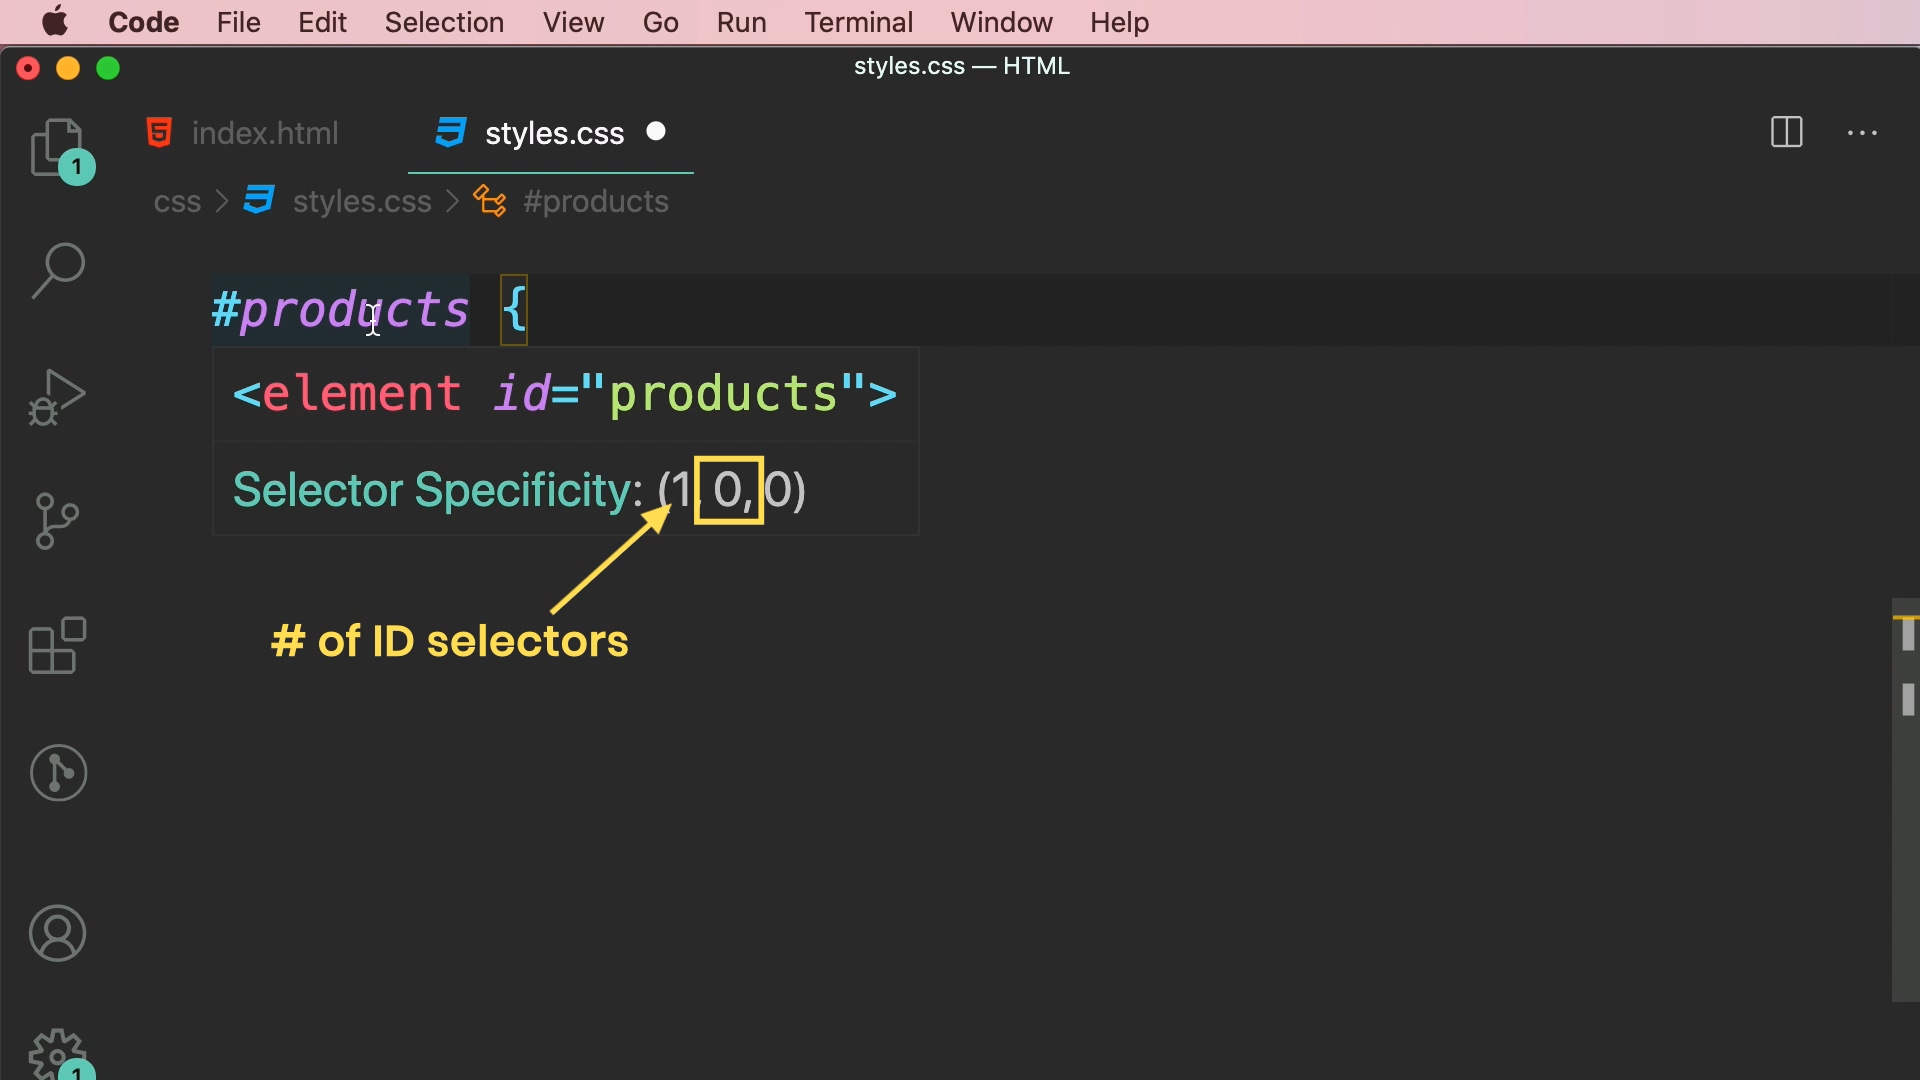 Code File Edit Selection View Go Run Terminal Window Help
styles.css — HTML
index.html styles.css
1
css > styles.css > #products
#products {
<element id="products">
Selector Specificity: (1, 0, 0)
# of ID selectors
1